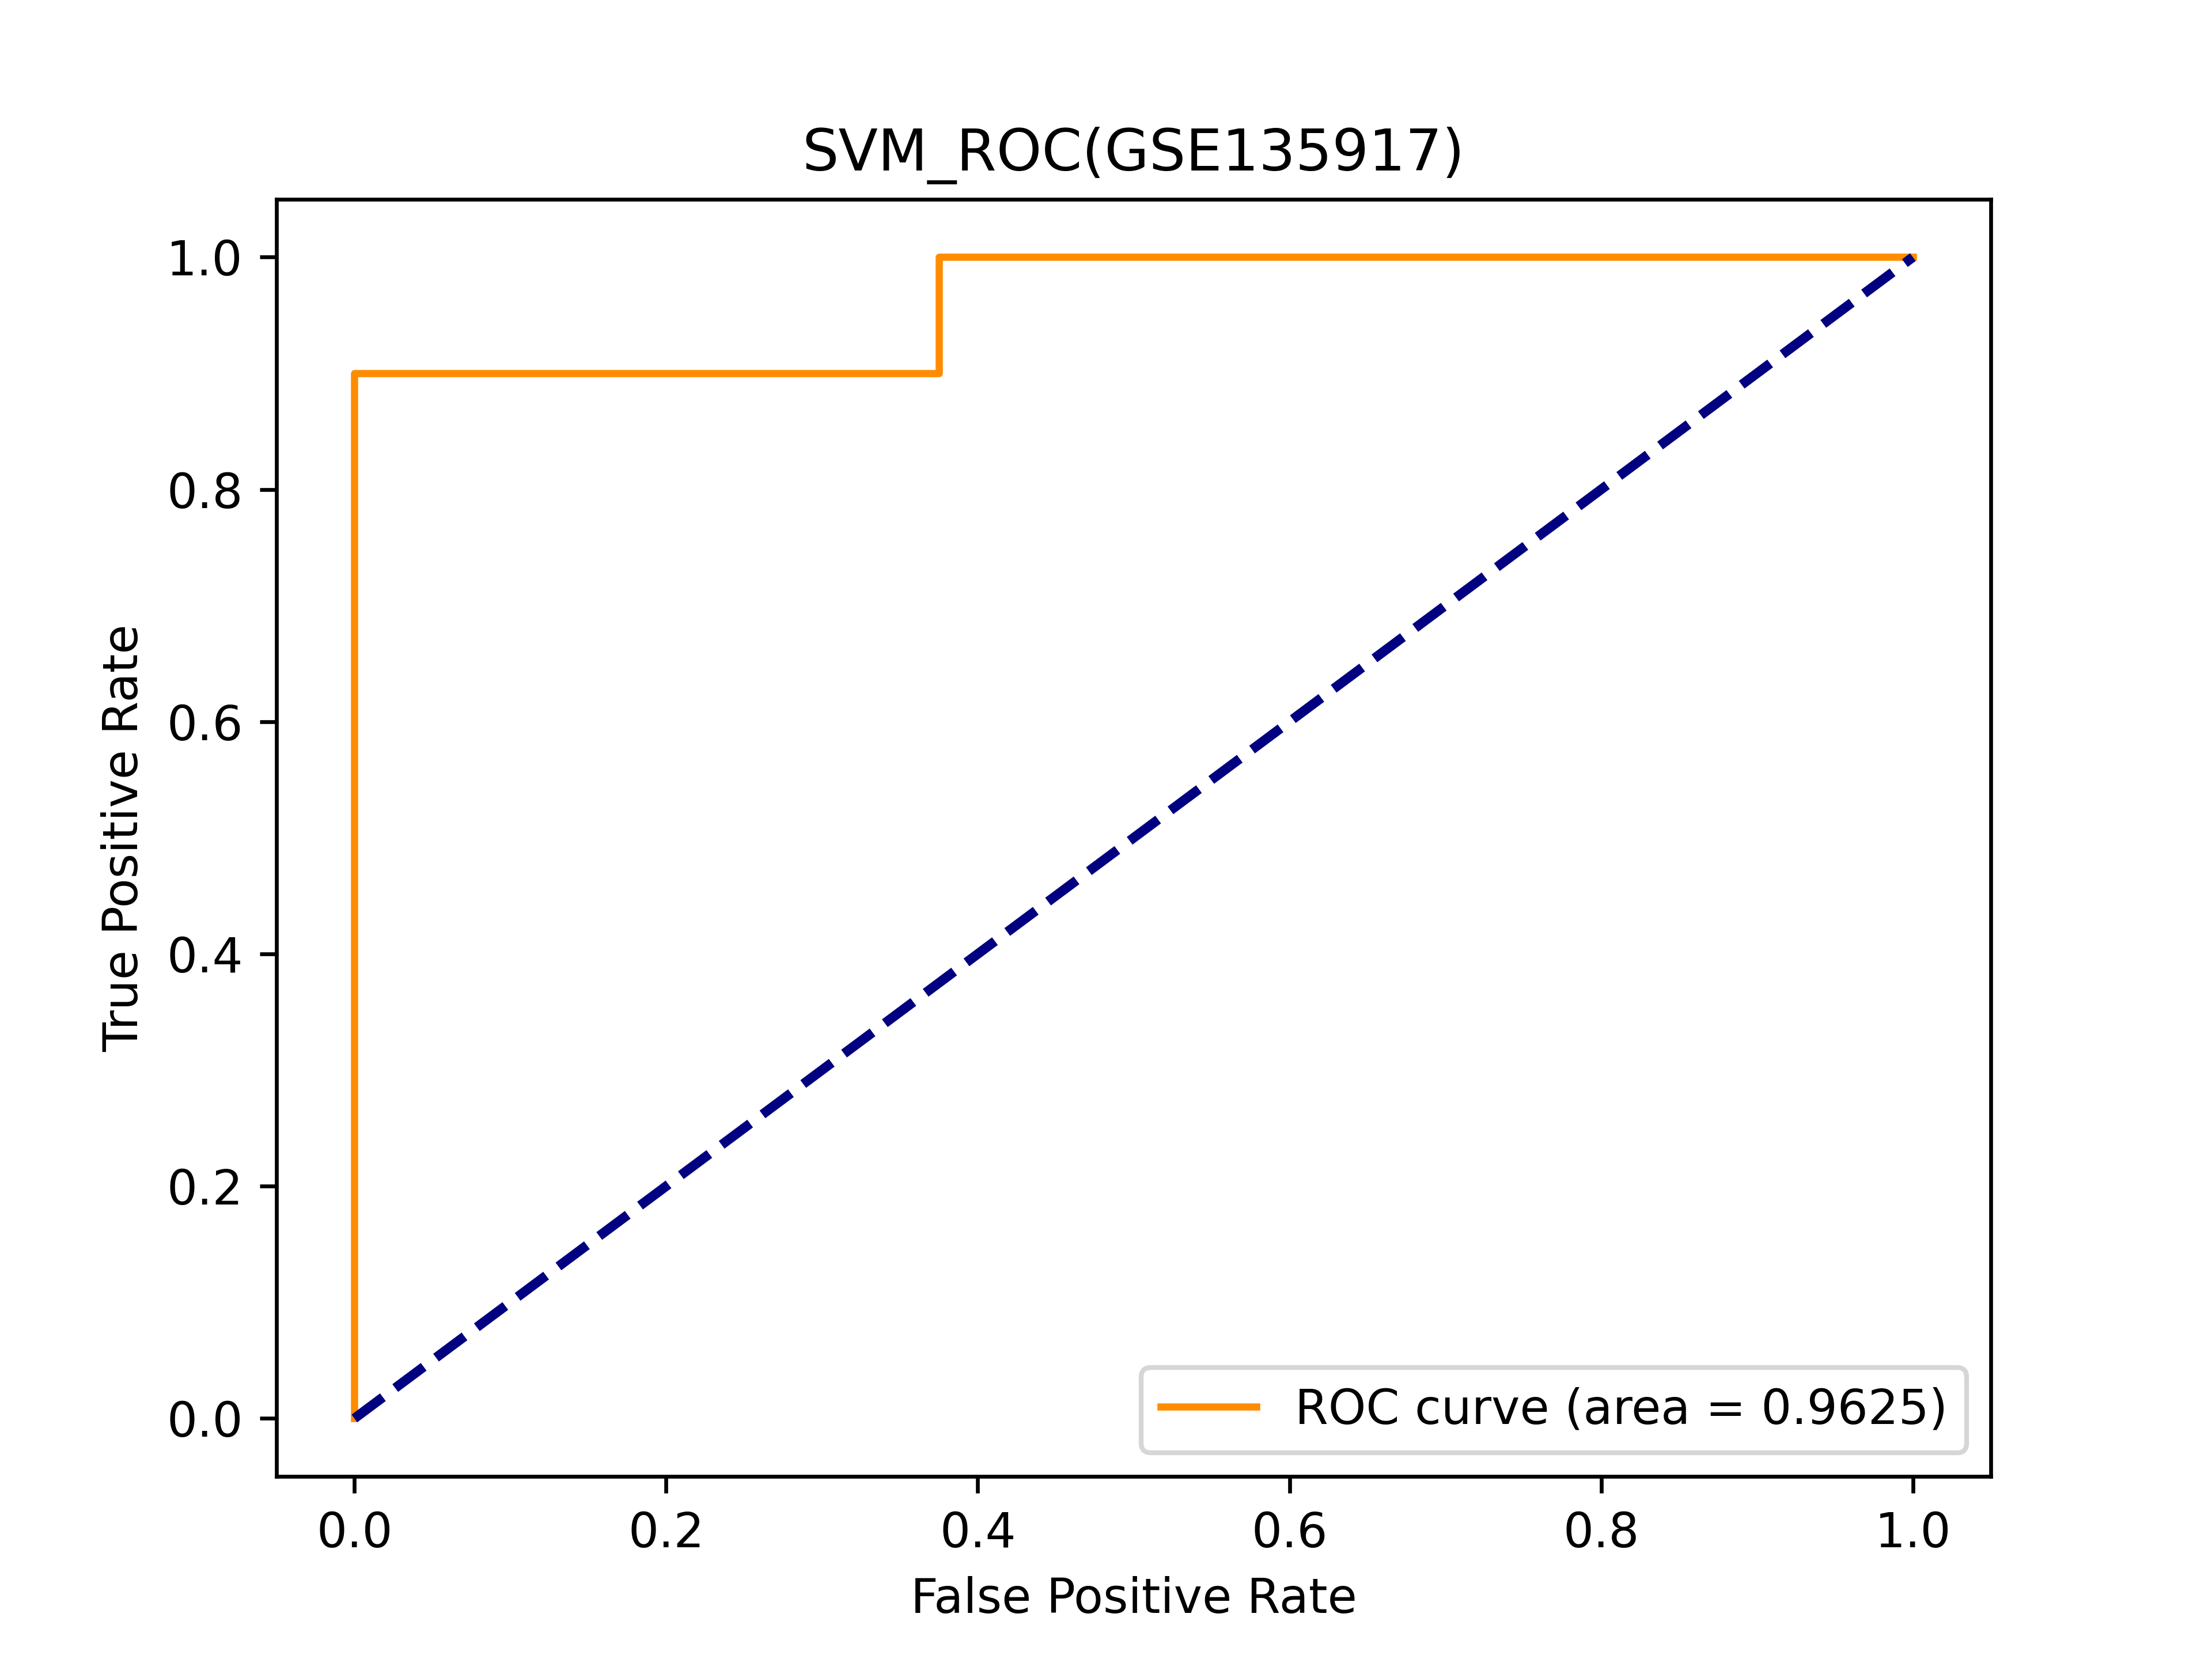 SVM_ROC(GSE135917)
1.0
0.8
0.6
0.4
0.2
0.0
True Positive Rate
ROC curve (area = 0.9625)
0.0 0.2 0.4 0.6 0.8 1.0
False Positive Rate